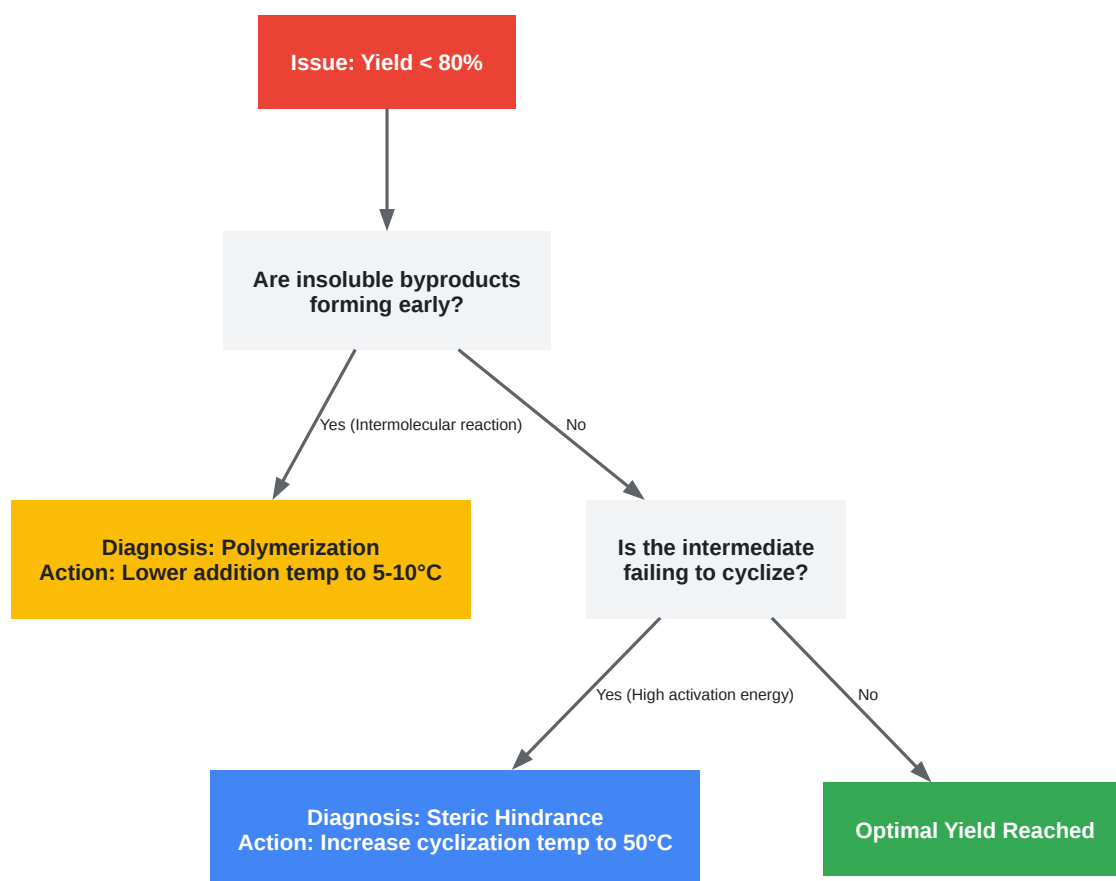 Issue: Yield < 80%
Are insoluble byproducts
forming early?
Yes (Intermolecular reaction)
No
Diagnosis: Polymerization
Action: Lower addition temp to 5-10°C
Is the intermediate
failing to cyclize?
Yes (High activation energy)
No
Diagnosis: Steric Hindrance
Action: Increase cyclization temp to 50°C
Optimal Yield Reached